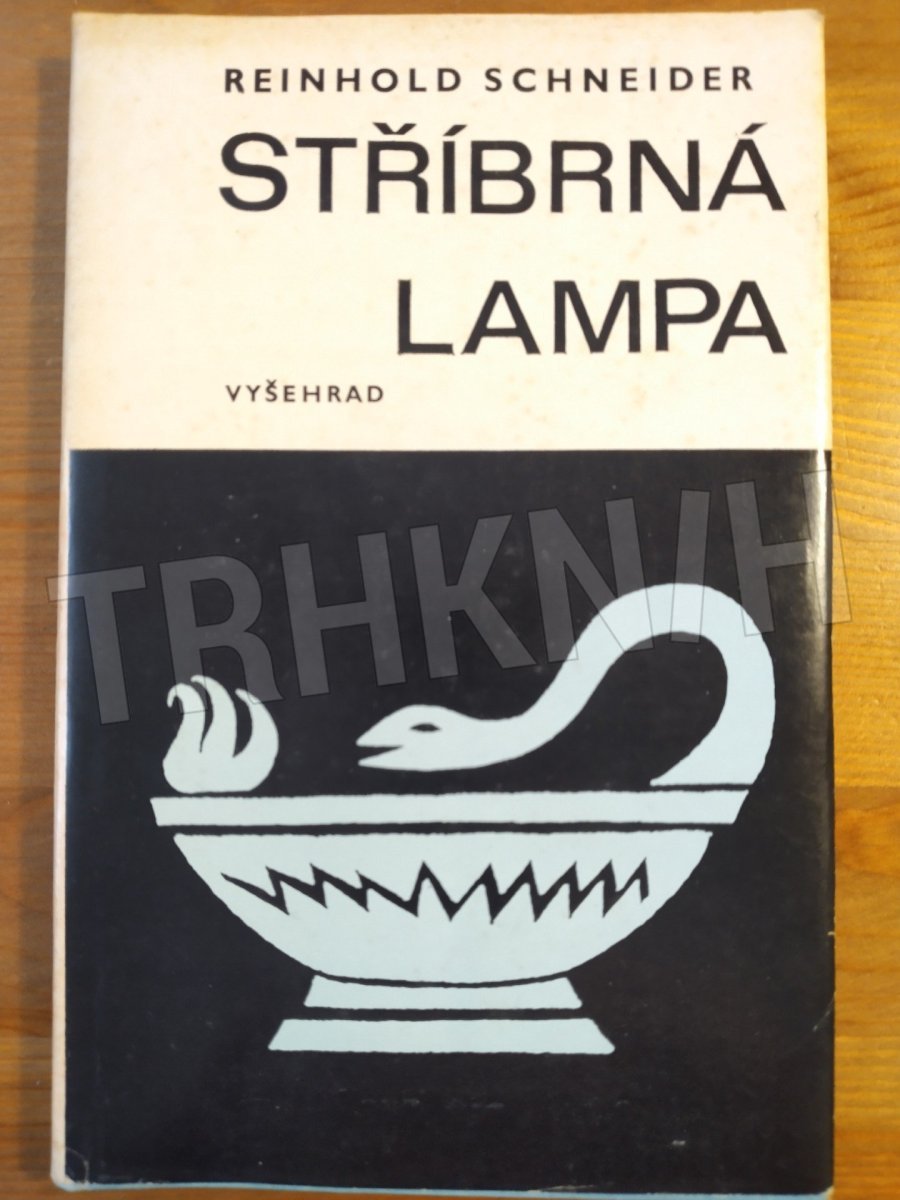 REINHOLD SCHNEIDER
STŘÍBRNÁ
LAMPA
VYŠEHRAD
TRHKNIH